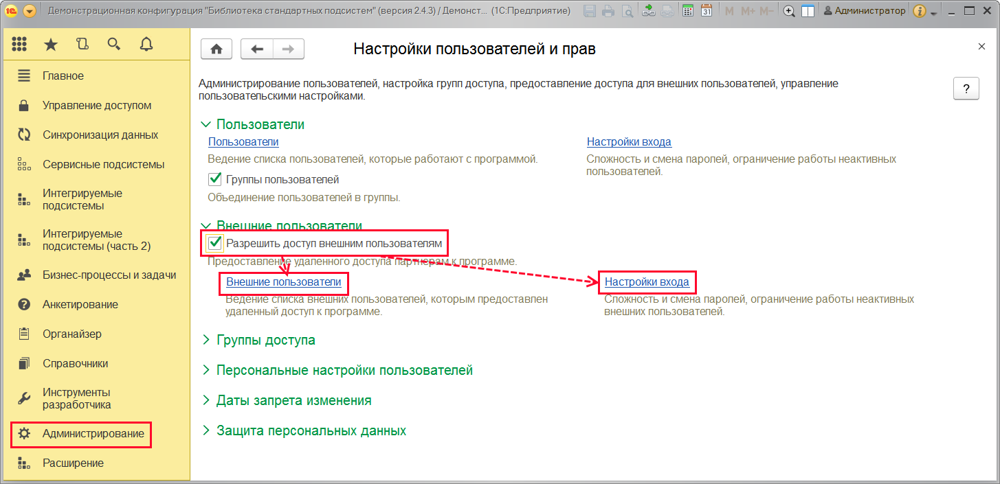 Демонстрационная конфигурация "Библиотека стандартных подсистем" (версия 2.4.3) / Демонст... (1С:Предприятие)
31
M M+ M-
Администратор
Настройки пользователей и прав
Администрирование пользователей, настройка групп доступа, предоставление доступа для внешних пользователей, управление
пользовательскими настройками.
?
Главное
Управление доступом
Синхронизация данных
Сервисные подсистемы
Интегрируемые
подсистемы
Интегрируемые
подсистемы (часть 2)
Бизнес-процессы и задачи
Анкетирование
Органайзер
Справочники
Инструменты
разработчика
Администрирование
Расширение
Пользователи
Пользователи
Ведение списка пользователей, которые работают с программой.
Группы пользователей
Объединение пользователей в группы.
Настройки входа
Сложность и смена паролей, ограничение работы неактивных
пользователей.
Внешние пользователи
Разрешить доступ внешним пользователям
Предоставление удаленного доступа партнерам к программе.
Внешние пользователи
Ведение списка внешних пользователей, которым предоставлен
удаленный доступ к программе.
Настройки входа
Сложность и смена паролей, ограничение работы неактивных
внешних пользователей.
Группы доступа
Персональные настройки пользователей
Даты запрета изменения
Защита персональных данных